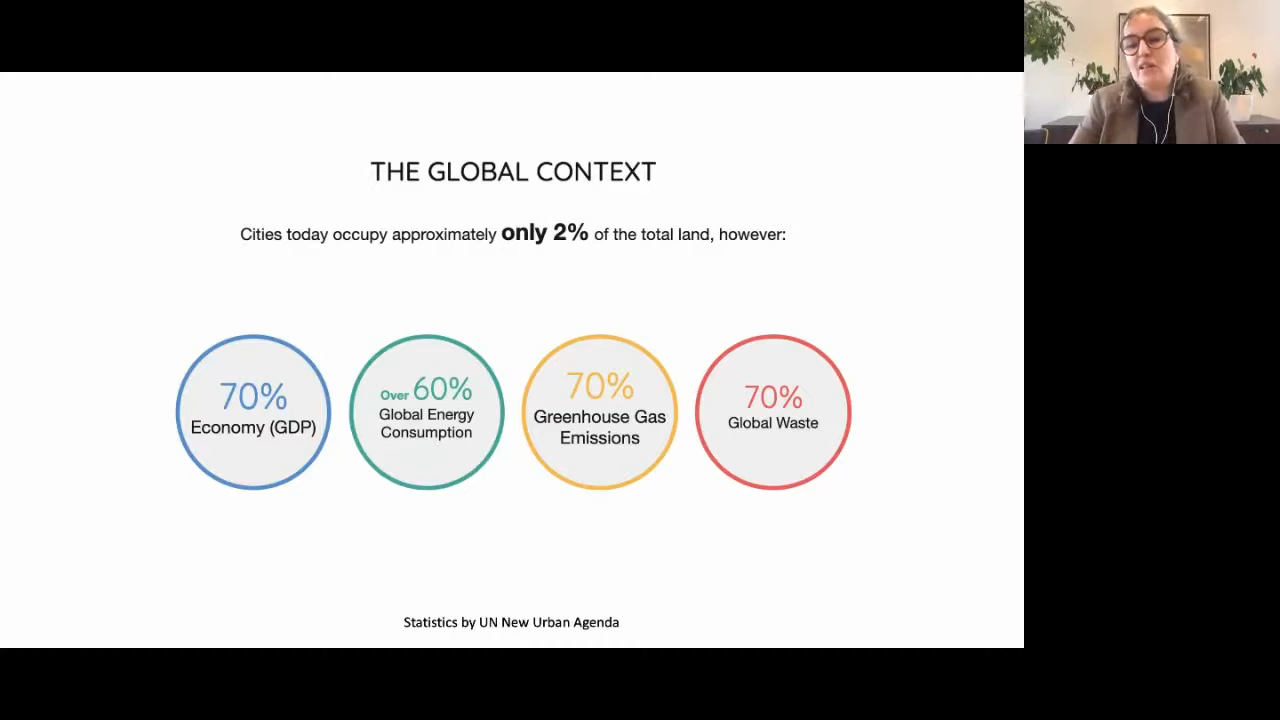 THE GLOBAL CONTEXT
Cities today occupy approximately only 2% of the total land, however:
70%
Economy (GDP)
Over 60%
Global Energy
Consumption
70%
Greenhouse Gas
Emissions
70%
Global Waste
Statistics by UN New Urban Agenda